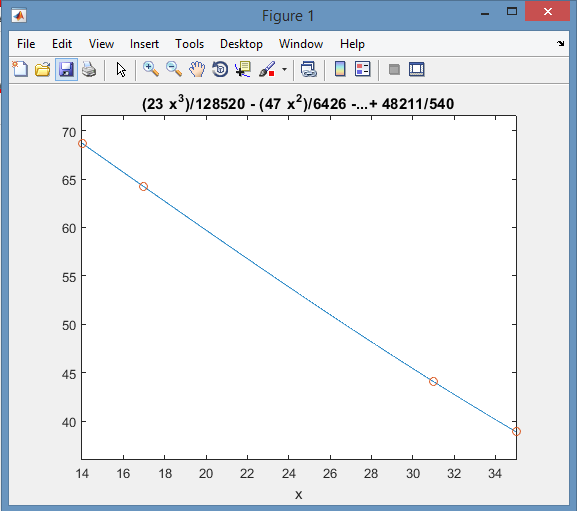 Figure 1
File Edit View Insert Tools Desktop Window Help
(23 x³)/128520 - (47 x²)/6426 -...+ 48211/540
70
65
60
55
50
45
40
14 16 18 20 22 24 26 28 30 32 34
x